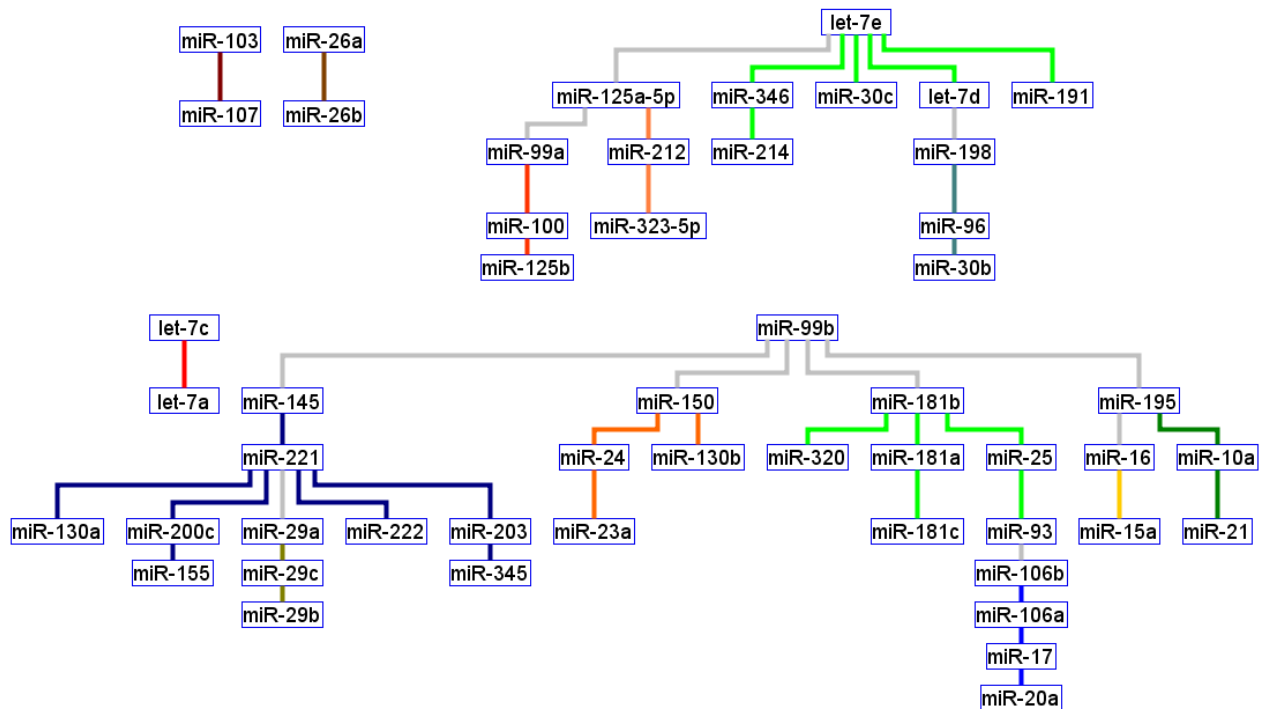 let-7e
miR-103 miR-26a
miR-125a-5p miR-346 miR-30c let-7d miR-191
miR-107 miR-26b
miR-99a miR-212 miR-214 miR-198
miR-100 miR-323-5p miR-96
miR-125b miR-30b
let-7c miR-99b
let-7a miR-145 miR-150 miR-181b miR-195
miR-221 miR-24 miR-130b miR-320 miR-181a miR-25 miR-16 miR-10a
miR-130a miR-200c miR-29a miR-222 miR-203 miR-23a miR-181c miR-93 miR-15a miR-21
miR-155 miR-29c miR-345 miR-106b
miR-29b miR-106a
miR-17
miR-20a